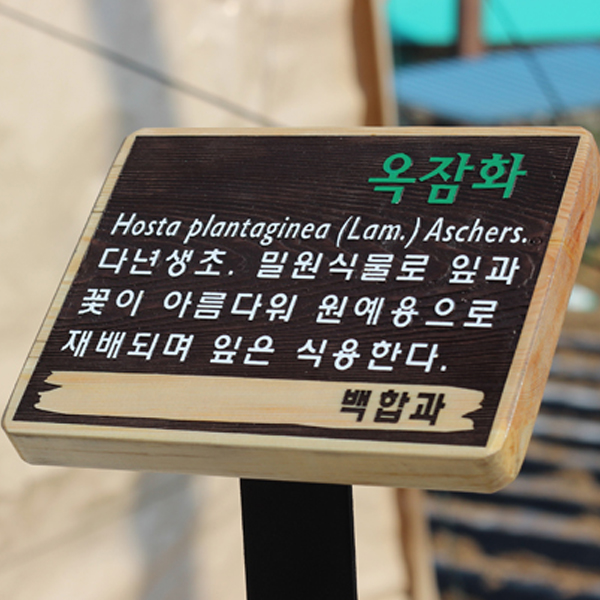 옥잠화
Hosta plantaginea (Lam.) Aschers.
다년생초. 밀원식물로 잎과
꽃이 아름다워 원예용으로
재배되며 잎은 식용한다.
백합과